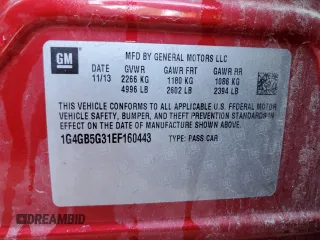 GM
MFD BY GENERAL MOTORS LLC
DATE GVWR GAWR FRT GAWR RR
11/13 2266 KG 1180 KG 1086 KG
4996 LB 2602 LB 2394 LB
THIS VEHICLE CONFORMS TO ALL APPLICABLE U.S. FEDERAL MOTOR
VEHICLE SAFETY, BUMPER, AND THEFT PREVENTION STANDARDS
IN EFFECT ON THE DATE OF MANUFACTURE SHOWN ABOVE.
1G4GB5G31EF160443 TYPE: PASS CAR
DREAMBID